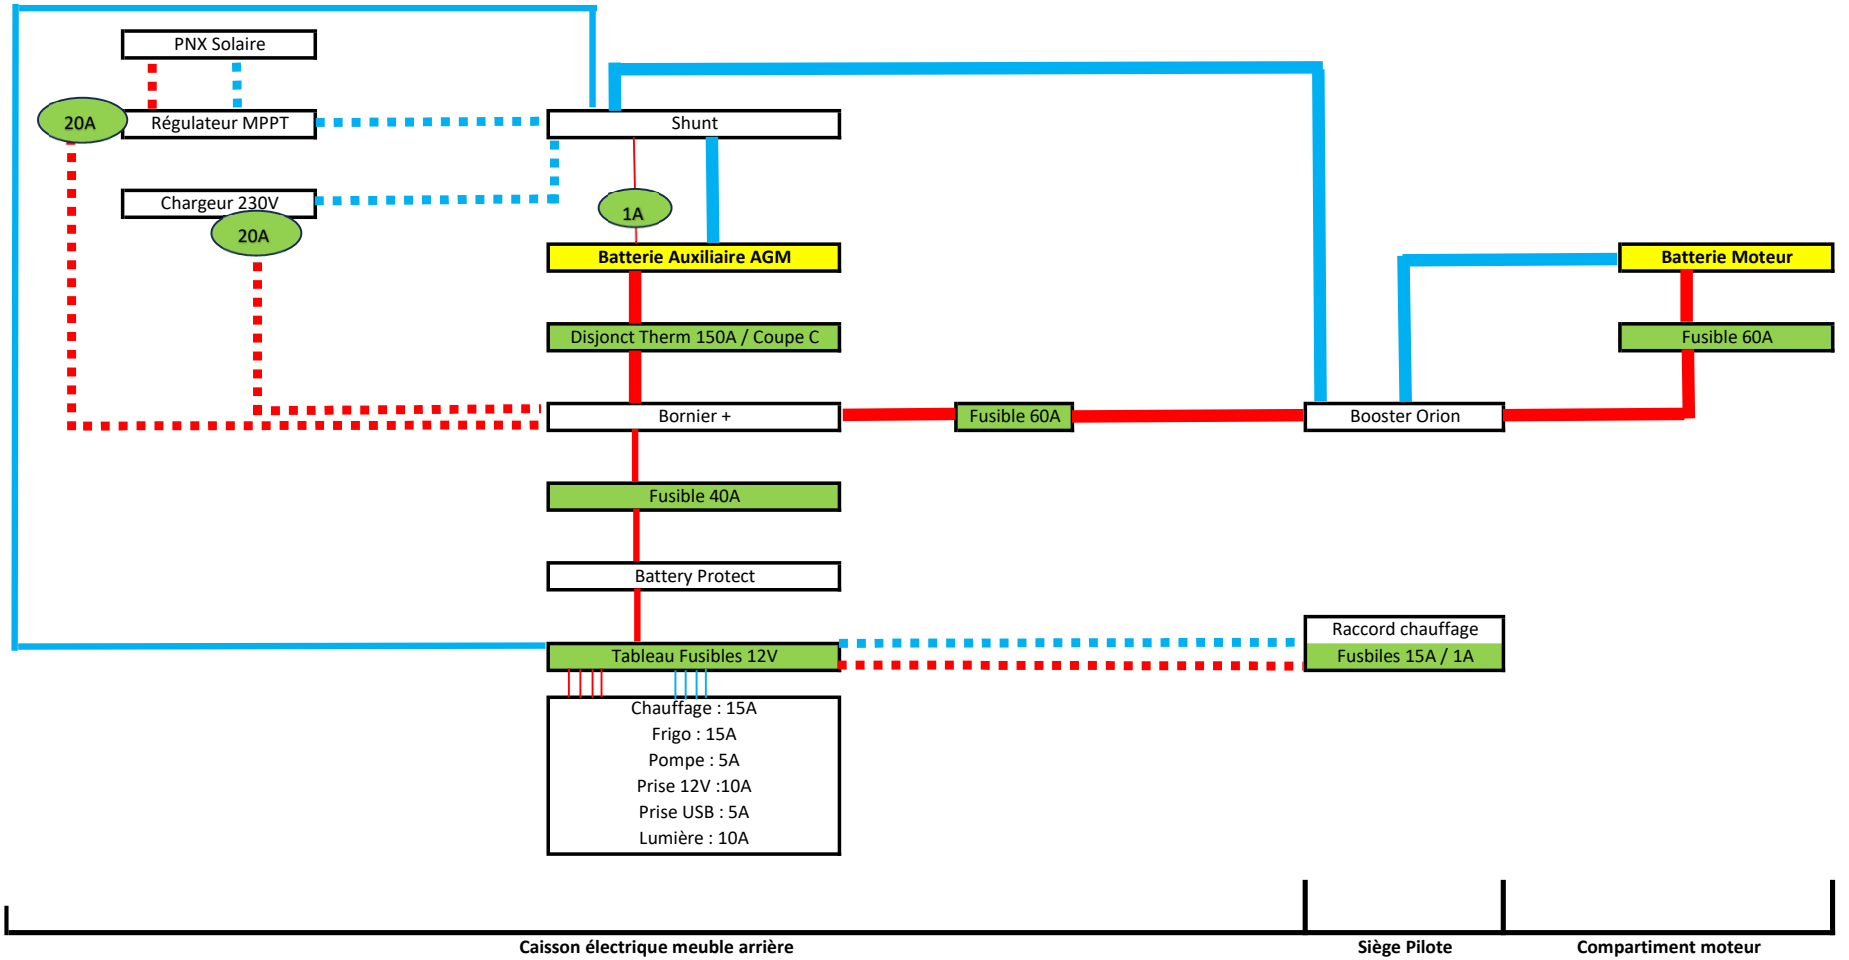 PNX Solaire
20A
Régulateur MPPT
Shunt
Chargeur 230V
20A
1A
Batterie Auxiliaire AGM
Batterie Moteur
Disjonct Therm 150A / Coupe C
Fusible 60A
Bornier +
Fusible 60A
Booster Orion
Fusible 40A
Battery Protect
Raccord chauffage
Fusbiles 15A / 1A
Tableau Fusibles 12V
Chauffage : 15A
Frigo : 15A
Pompe : 5A
Prise 12V :10A
Prise USB : 5A
Lumière : 10A
Caisson électrique meuble arrière
Siège Pilote
Compartiment moteur